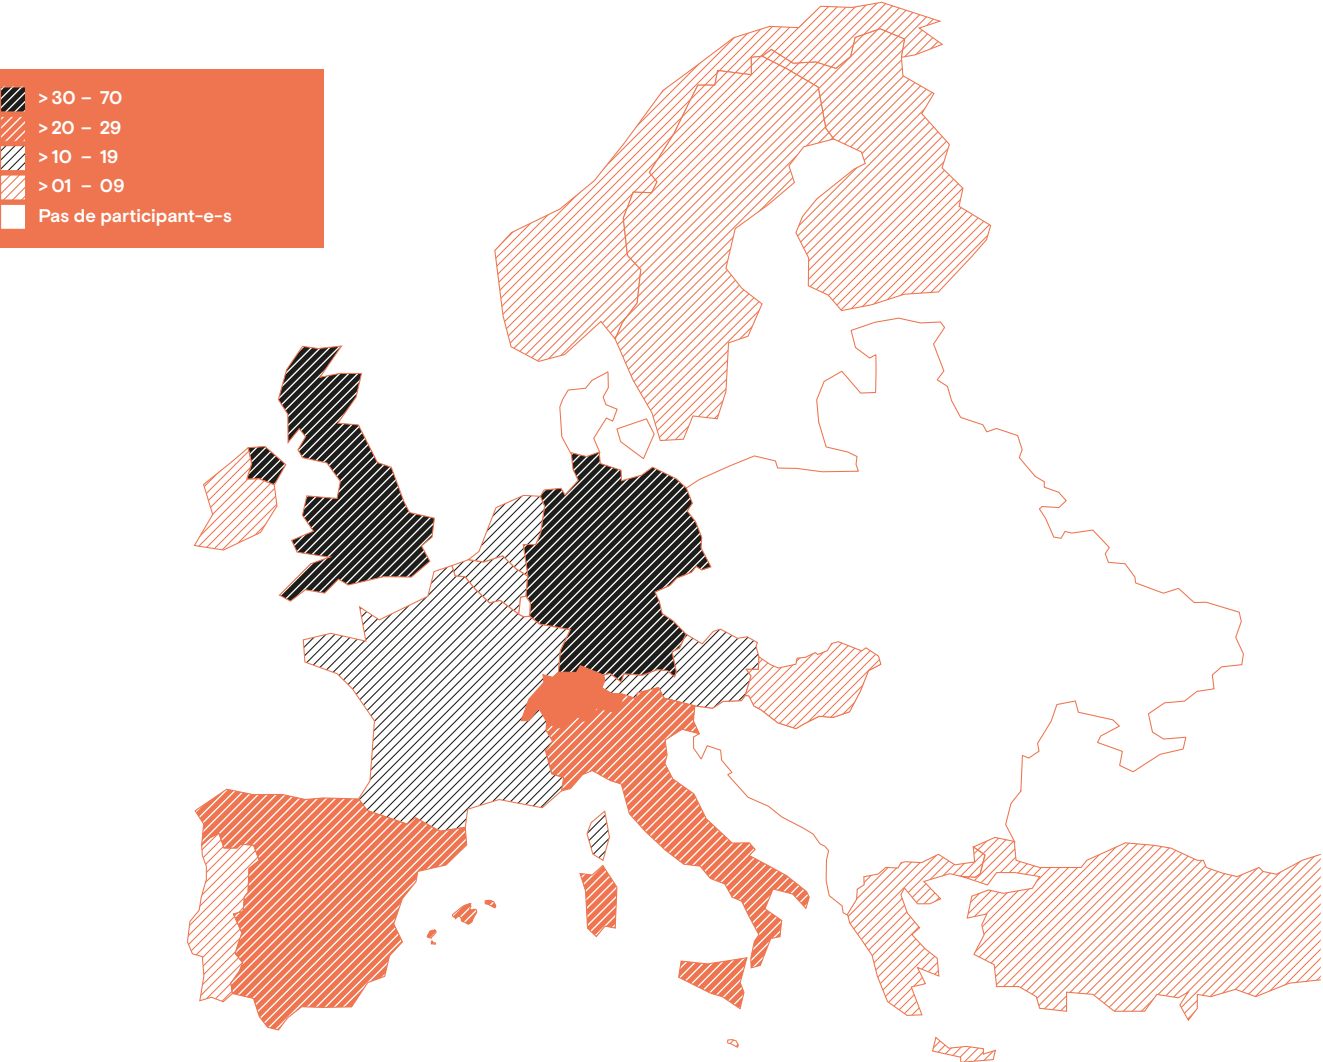 >30 – 70
>20 – 29
>10 – 19
>01 – 09
Pas de participant-e-s